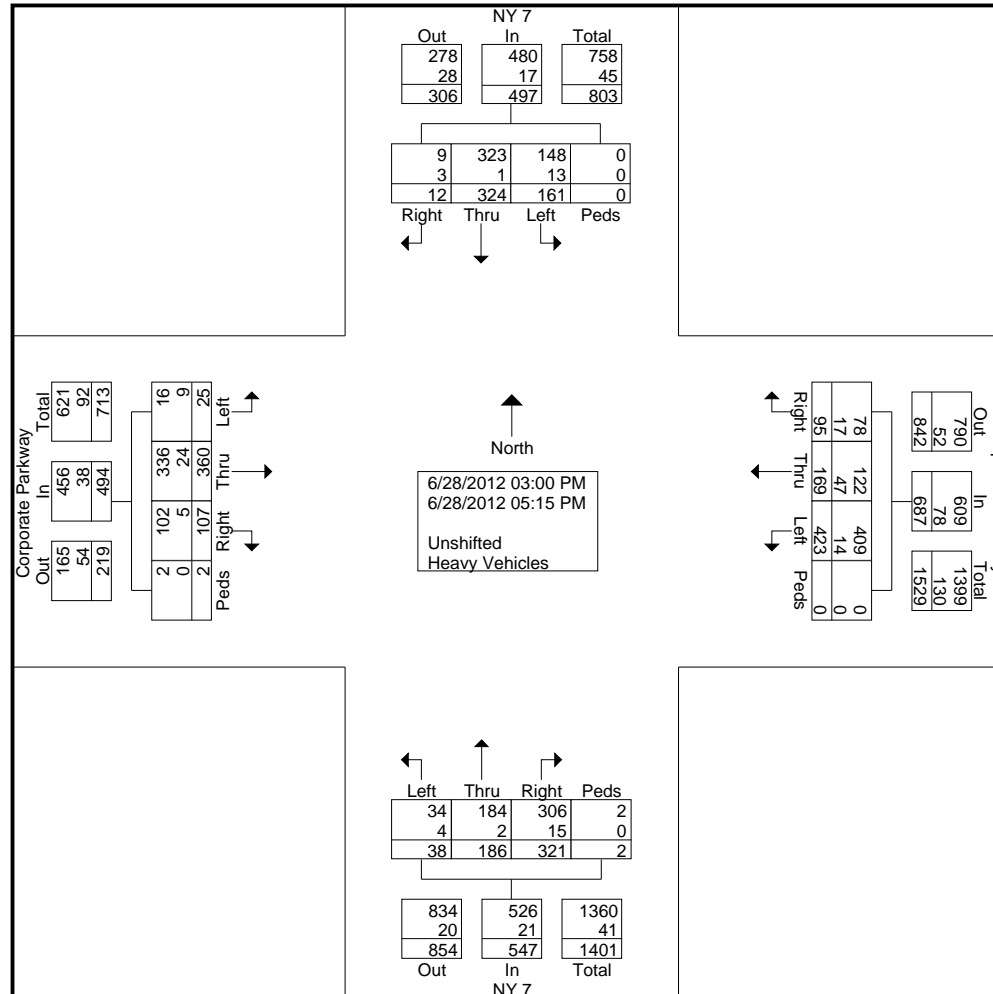 NY 7
Out In Total
278 480 758
28 17 45
306 497 803
9 323 148 0
3 1 13 0
12 324 161 0
Right Thru Left Peds
Corporate Parkway
Total In Out
621 456 165
92 38 54
713 494 219
16 336 102 2
9 24 5 0
25 360 107 2
Left Thru Right Peds
North
6/28/2012 03:00 PM
6/28/2012 05:15 PM
Unshifted
Heavy Vehicles
Right Thru Left Peds
78 122 409 0
17 47 14 0
95 169 423 0
Out In Total
790 609 1399
52 78 130
842 687 1529
Left Thru Right Peds
34 184 306 2
4 2 15 0
38 186 321 2
834 526 1360
20 21 41
854 547 1401
Out In Total
NY 7